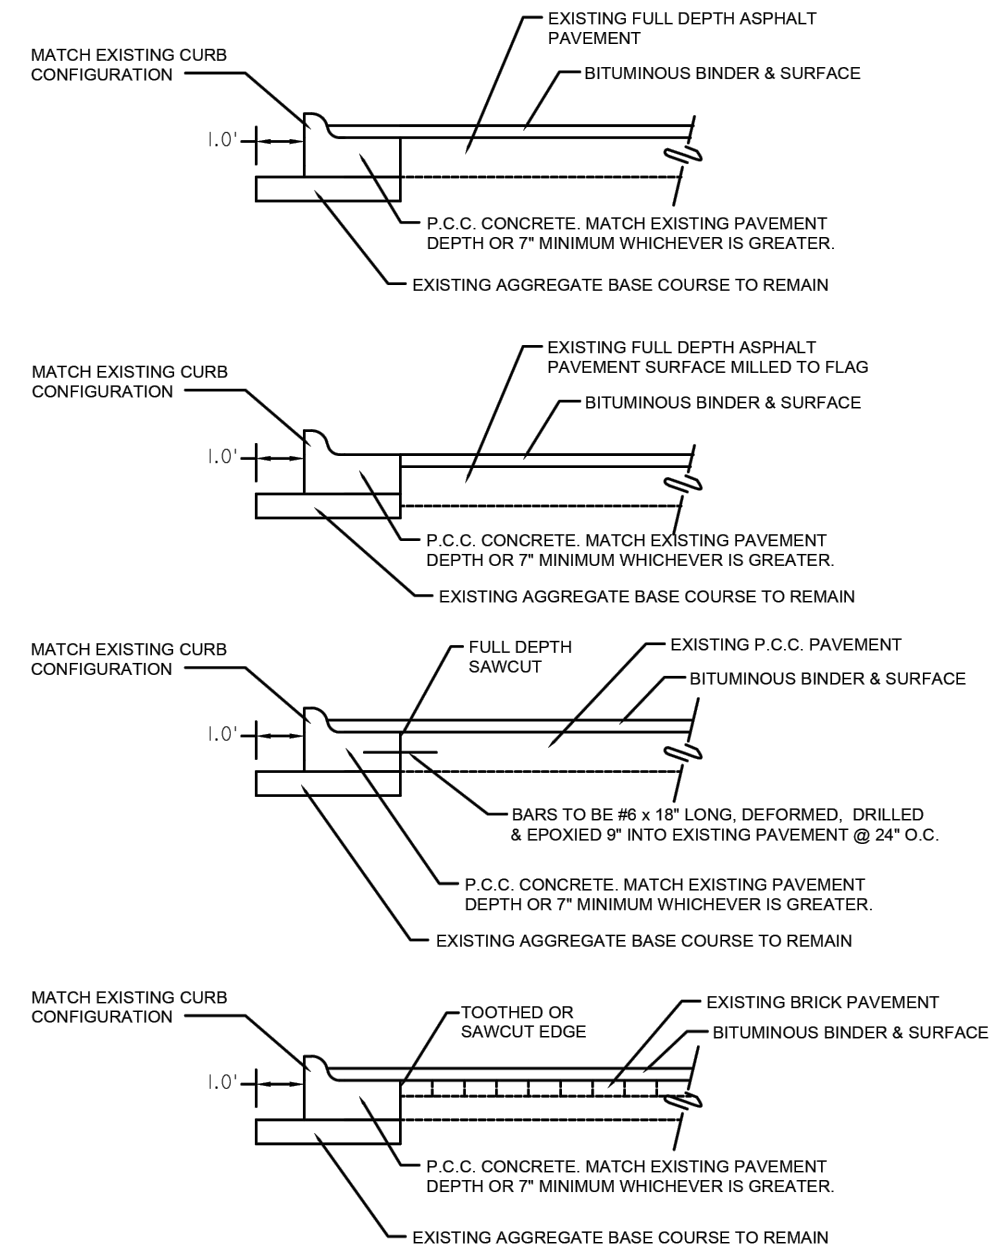 EXISTING FULL DEPTH ASPHALT
PAVEMENT
MATCH EXISTING CURB
CONFIGURATION
BITUMINOUS BINDER & SURFACE
1.0'
P.C.C. CONCRETE. MATCH EXISTING PAVEMENT
DEPTH OR 7" MINIMUM WHICHEVER IS GREATER.
EXISTING AGGREGATE BASE COURSE TO REMAIN
EXISTING FULL DEPTH ASPHALT
PAVEMENT SURFACE MILLED TO FLAG
MATCH EXISTING CURB
CONFIGURATION
BITUMINOUS BINDER & SURFACE
1.0'
P.C.C. CONCRETE. MATCH EXISTING PAVEMENT
DEPTH OR 7" MINIMUM WHICHEVER IS GREATER.
EXISTING AGGREGATE BASE COURSE TO REMAIN
MATCH EXISTING CURB
CONFIGURATION
FULL DEPTH
SAWCUT
EXISTING P.C.C. PAVEMENT
BITUMINOUS BINDER & SURFACE
1.0'
BARS TO BE #6 x 18" LONG, DEFORMED, DRILLED
& EPOXIED 9" INTO EXISTING PAVEMENT @ 24" O.C.
P.C.C. CONCRETE. MATCH EXISTING PAVEMENT
DEPTH OR 7" MINIMUM WHICHEVER IS GREATER.
EXISTING AGGREGATE BASE COURSE TO REMAIN
MATCH EXISTING CURB
CONFIGURATION
TOOTHED OR
SAWCUT EDGE
EXISTING BRICK PAVEMENT
BITUMINOUS BINDER & SURFACE
1.0'
P.C.C. CONCRETE. MATCH EXISTING PAVEMENT
DEPTH OR 7" MINIMUM WHICHEVER IS GREATER.
EXISTING AGGREGATE BASE COURSE TO REMAIN